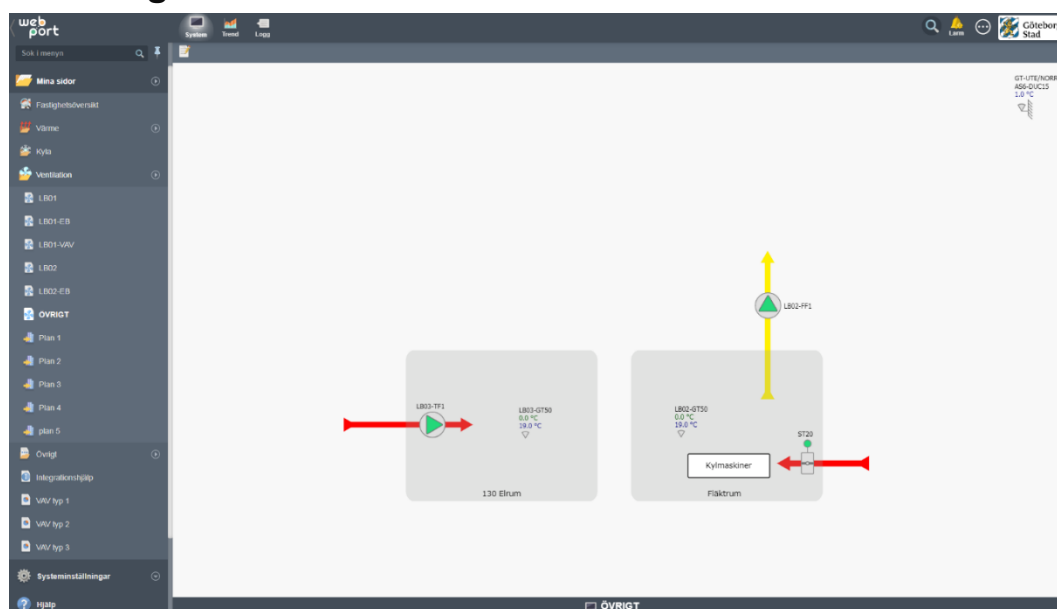 web
port
System
Trend
Logg
Larm
Göteborg
Stad
Sök i menyn
Mina sidor
Fastighetsöversikt
Värme
Kyla
Ventilation
LB01
LB01-EB
LB01-VAV
LB02
LB02-EB
ÖVRIGT
Plan 1
Plan 2
Plan 3
Plan 4
plan 5
Övrigt
Integrationshjälp
VAV typ 1
VAV typ 2
VAV typ 3
Systeminställningar
Hjälp
GT-UTE/NORR
AS6-DUC15
1.0 °C
LB02-FF1
LB03-TF1
LB03-GT50
0.0 °C
19.0 °C
130 Elrum
LB02-GT50
0.0 °C
19.0 °C
ST20
Kylmaskiner
Fläktrum
ÖVRIGT